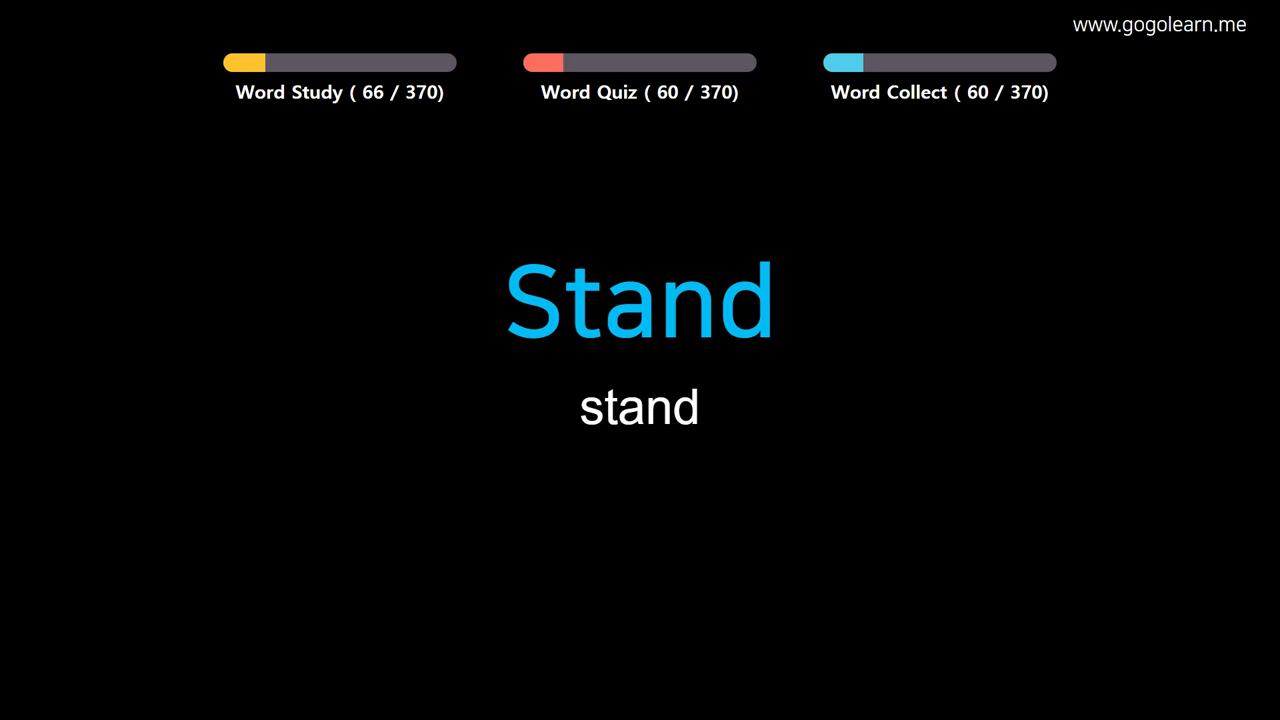 www.gogolearn.me
Word Study ( 66 / 370)
Word Quiz ( 60 / 370)
Word Collect ( 60 / 370)
Stand
stand